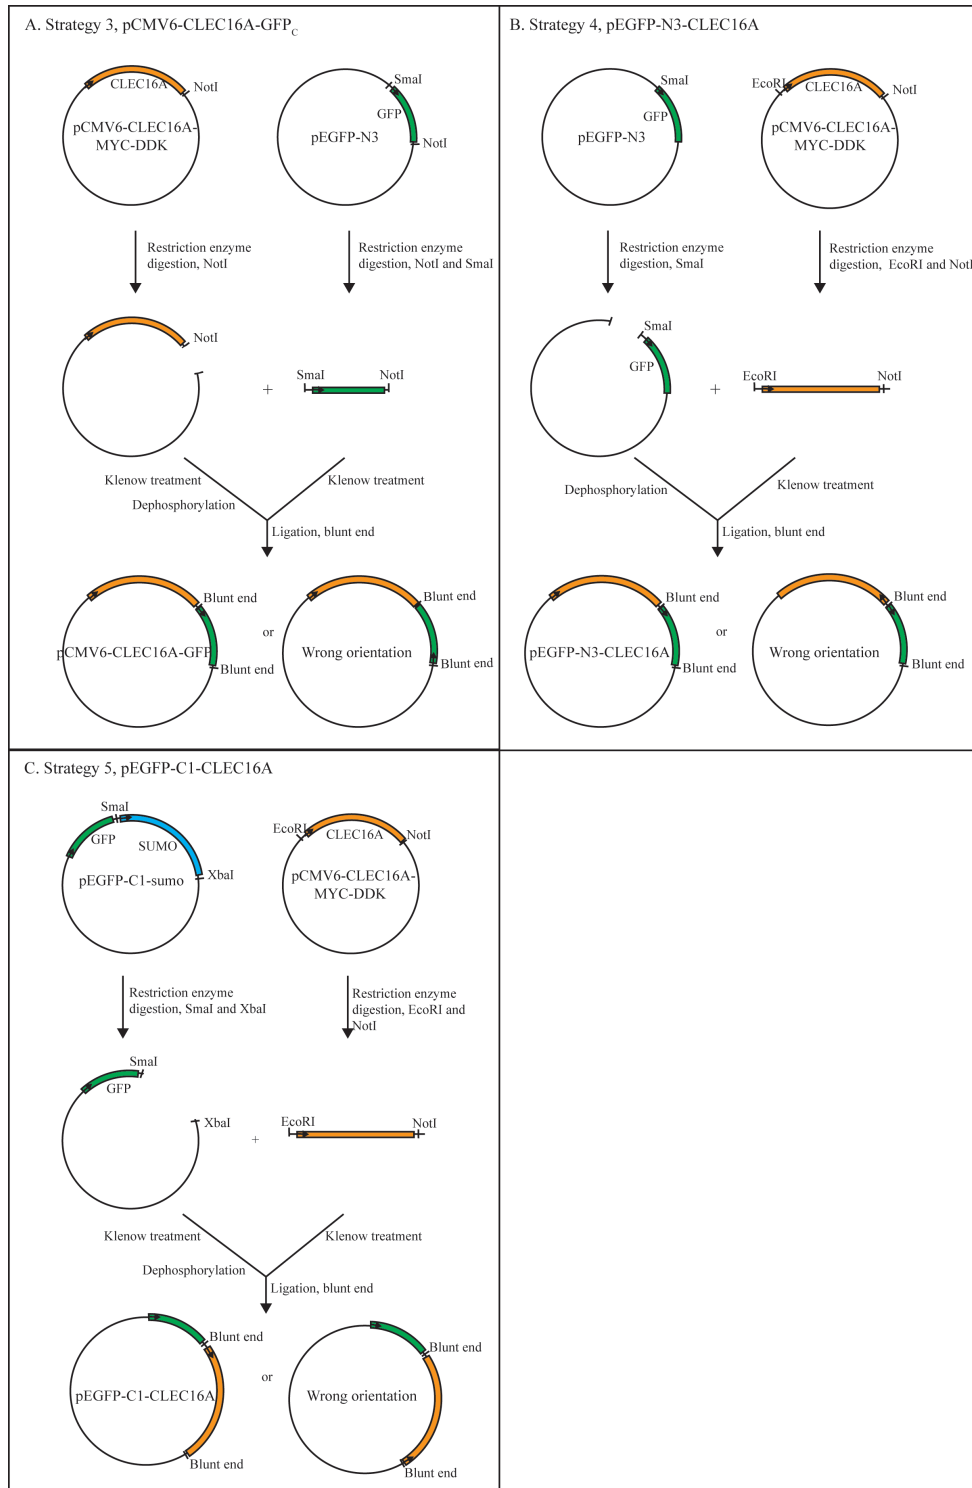 A. Strategy 3, pCMV6-CLEC16A-GFPC
CLEC16A
NotI
pCMV6-CLEC16A-
MYC-DDK
SmaI
GFP
pEGFP-N3
NotI
Restriction enzyme
digestion, NotI
Restriction enzyme
digestion, NotI and SmaI
NotI
+
SmaI
NotI
Klenow treatment
Dephosphorylation
Klenow treatment
Ligation, blunt end
Blunt end
pCMV6-CLEC16A-GFP
Blunt end
or
Blunt end
Wrong orientation
Blunt end
B. Strategy 4, pEGFP-N3-CLEC16A
SmaI
GFP
pEGFP-N3
EcoRI
CLEC16A
NotI
pCMV6-CLEC16A-
MYC-DDK
Restriction enzyme
digestion, SmaI
Restriction enzyme
digestion, EcoRI and NotI
SmaI
GFP
+
EcoRI
NotI
Dephosphorylation
Klenow treatment
Ligation, blunt end
Blunt end
pEGFP-N3-CLEC16A
Blunt end
or
Blunt end
Wrong orientation
Blunt end
C. Strategy 5, pEGFP-C1-CLEC16A
SmaI
GFP
SUMO
XbaI
pEGFP-C1-sumo
EcoRI
CLEC16A
NotI
pCMV6-CLEC16A-
MYC-DDK
Restriction enzyme
digestion, SmaI and XbaI
Restriction enzyme
digestion, EcoRI and
NotI
SmaI
GFP
XbaI
+
EcoRI
NotI
Klenow treatment
Dephosphorylation
Klenow treatment
Ligation, blunt end
Blunt end
pEGFP-C1-CLEC16A
Blunt end
or
Blunt end
Wrong orientation
Blunt end